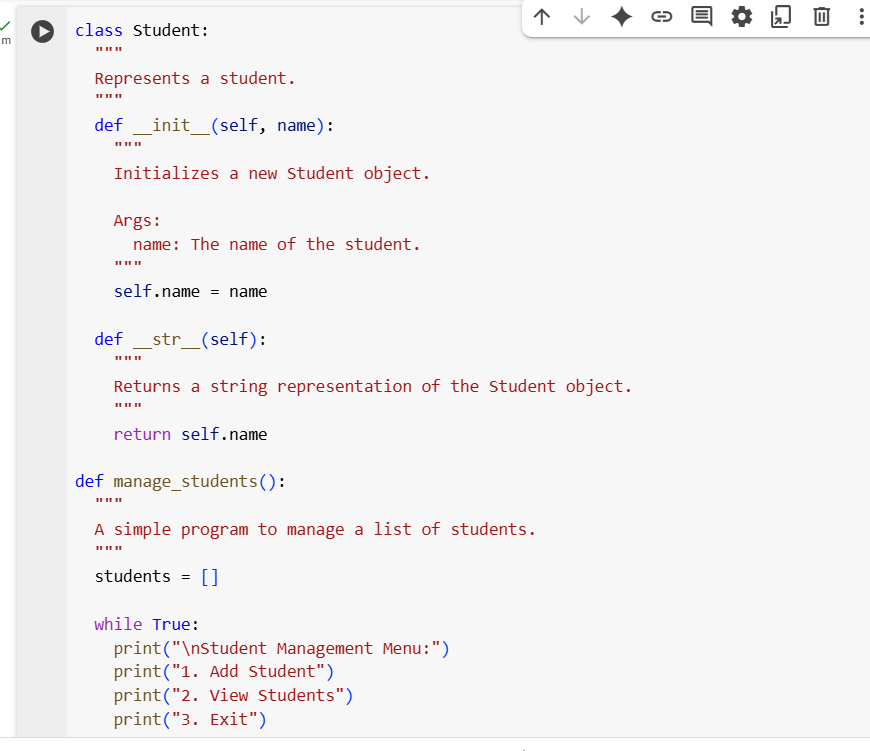 class Student:
  """
  Represents a student.
  """
  def __init__(self, name):
    """
    Initializes a new Student object.

    Args:
      name: The name of the student.
    """
    self.name = name

  def __str__(self):
    """
    Returns a string representation of the Student object.
    """
    return self.name

def manage_students():
  """
  A simple program to manage a list of students.
  """
  students = []

  while True:
    print("\nStudent Management Menu:")
    print("1. Add Student")
    print("2. View Students")
    print("3. Exit")
m